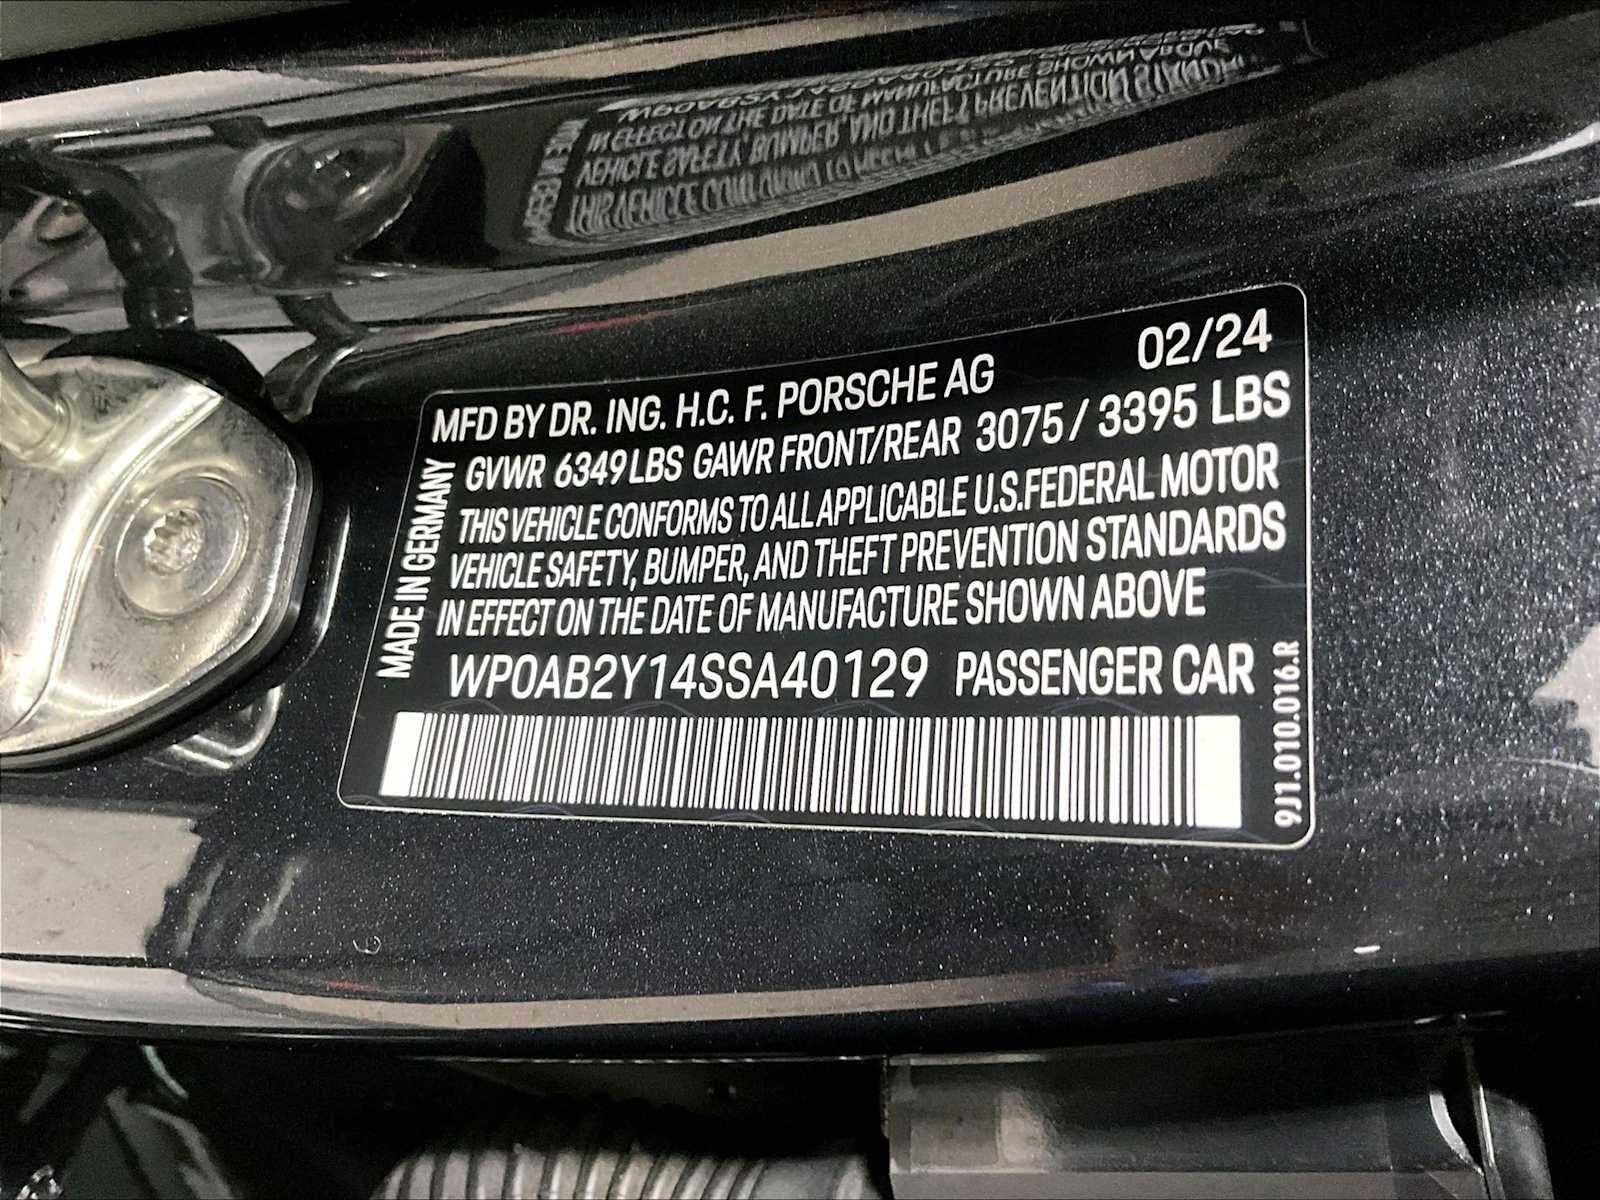 MFD BY DR. ING. H.C. F. PORSCHE AG 02/24
GVWR 6349 LBS GAWR FRONT/REAR 3075 / 3395 LBS
THIS VEHICLE CONFORMS TO ALL APPLICABLE U.S. FEDERAL MOTOR
VEHICLE SAFETY, BUMPER, AND THEFT PREVENTION STANDARDS
IN EFFECT ON THE DATE OF MANUFACTURE SHOWN ABOVE
WP0AB2Y14SSA40129 PASSENGER CAR
MADE IN GERMANY
9J1.010.016.R